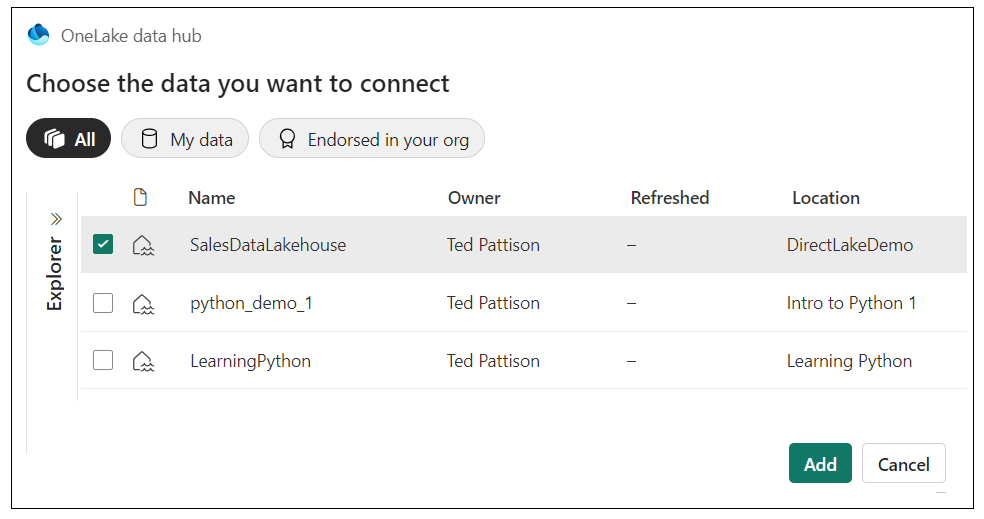 OneLake data hub
Choose the data you want to connect
All My data Endorsed in your org
Explorer
Name Owner Refreshed Location
SalesDataLakehouse Ted Pattison – DirectLakeDemo
python_demo_1 Ted Pattison – Intro to Python 1
LearningPython Ted Pattison – Learning Python
Add Cancel